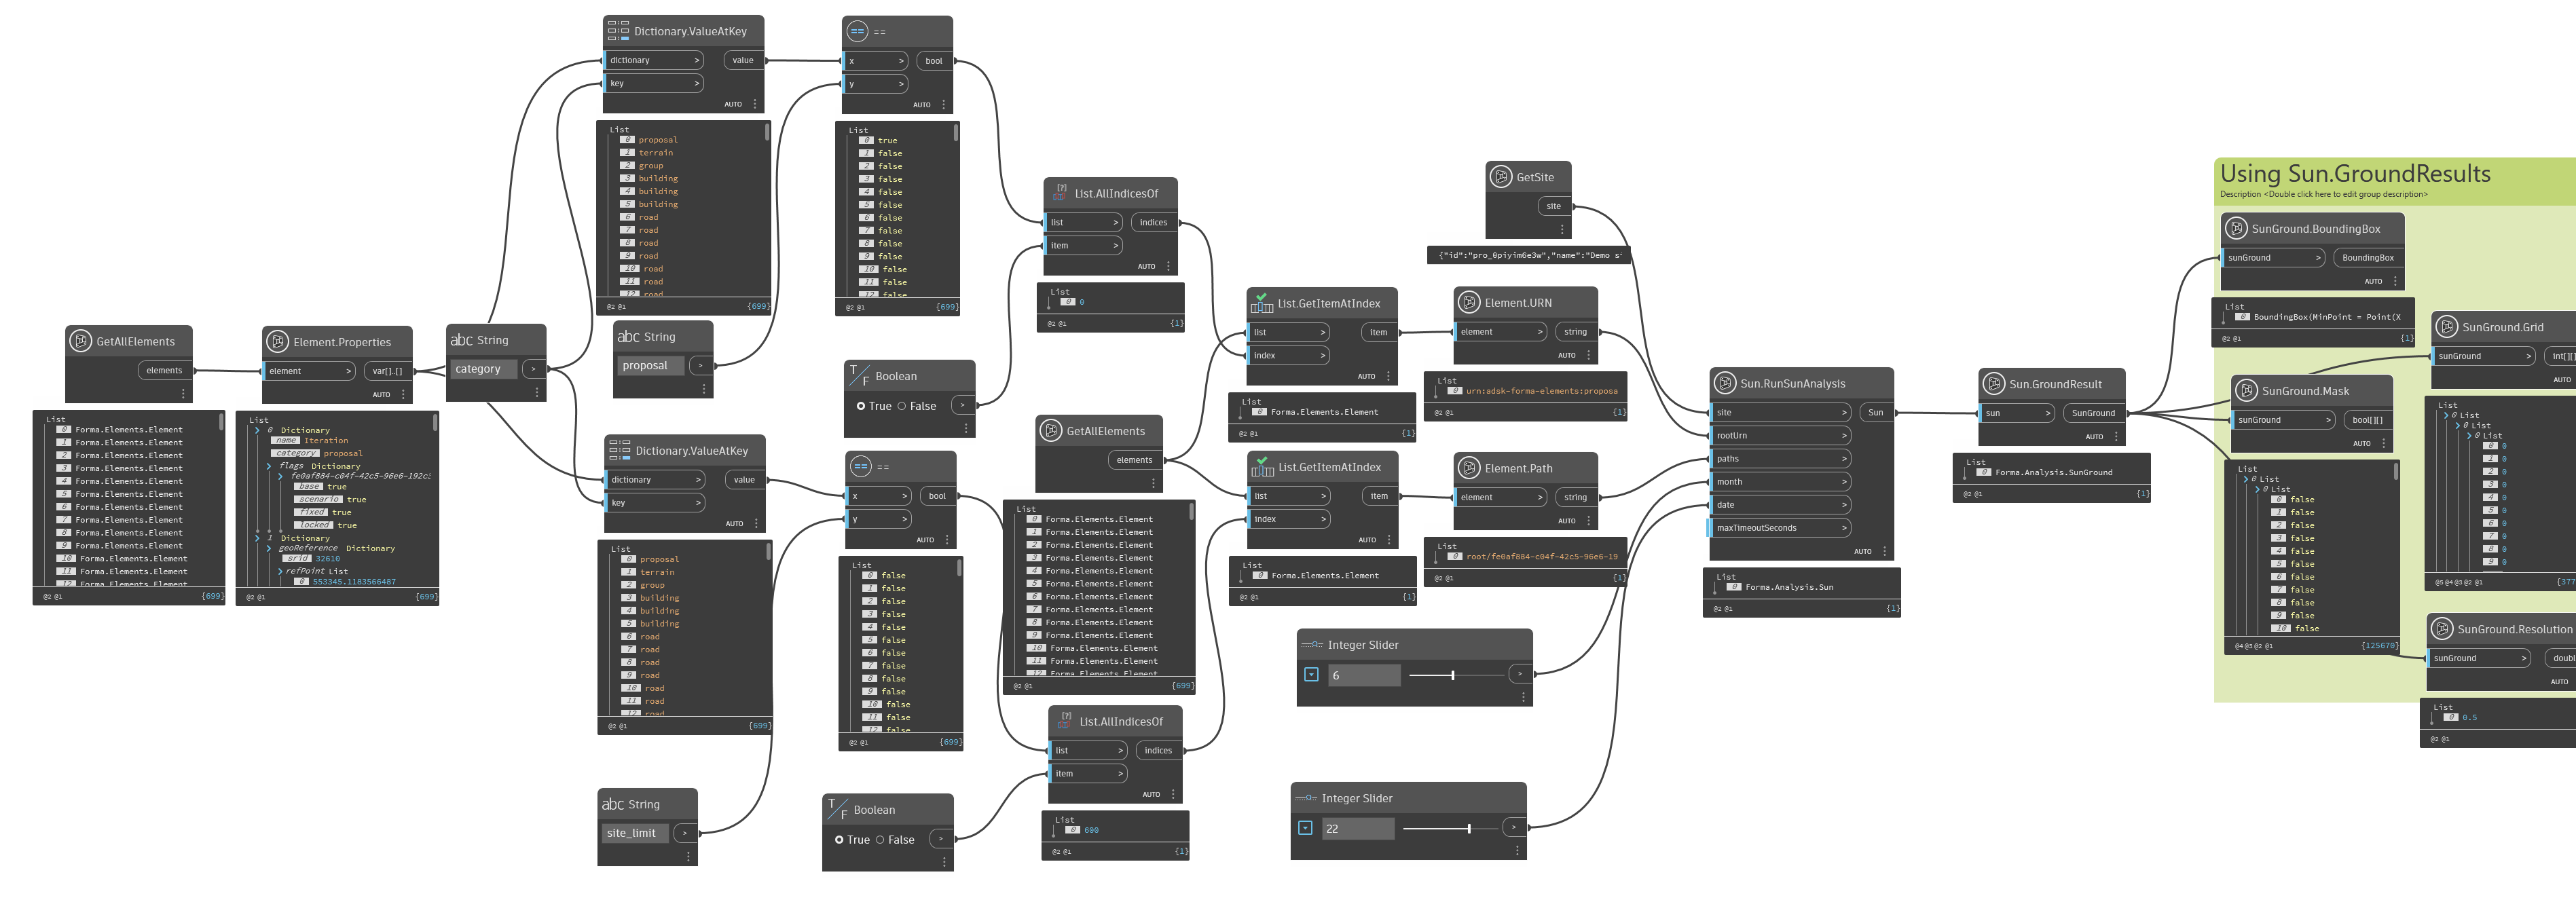 GetAllElements
elements
List
0 Forma.Elements.Element
1 Forma.Elements.Element
2 Forma.Elements.Element
3 Forma.Elements.Element
4 Forma.Elements.Element
5 Forma.Elements.Element
6 Forma.Elements.Element
7 Forma.Elements.Element
8 Forma.Elements.Element
9 Forma.Elements.Element
10 Forma.Elements.Element
11 Forma.Elements.Element
12 Forma.Elements.Element
@2 @1 {699}
Element.Properties
element > var[]..[]
AUTO
List
0 Dictionary
name Iteration
category proposal
flags Dictionary
fe0af884-c04f-42c5-96e6-192c
base true
scenario true
fixed true
locked true
1 Dictionary
geoReference Dictionary
srid 32610
refPoint List
0 553345.1183566487
@2 @1 {699}
abc String
category >
Dictionary.ValueAtKey
dictionary > value
key >
AUTO
List
0 proposal
1 terrain
2 group
3 building
4 building
5 building
6 road
7 road
8 road
9 road
10 road
11 road
12 road
@2 @1 {699}
abc String
proposal >
Dictionary.ValueAtKey
dictionary > value
key >
AUTO
List
0 proposal
1 terrain
2 group
3 building
4 building
5 building
6 road
7 road
8 road
9 road
10 road
11 road
12 road
@2 @1 {699}
abc String
site_limit >
== ==
x > bool
y >
AUTO
List
0 true
1 false
2 false
3 false
4 false
5 false
6 false
7 false
8 false
9 false
10 false
11 false
12 false
@2 @1 {699}
T/F Boolean
True False >
== ==
x > bool
y >
AUTO
List
0 false
1 false
2 false
3 false
4 false
5 false
6 false
7 false
8 false
9 false
10 false
11 false
12 false
@2 @1 {699}
T/F Boolean
True False >
[?] List.AllIndicesOf
list > indices
item >
AUTO
List
0 0
@2 @1 {1}
GetAllElements
elements
List
0 Forma.Elements.Element
1 Forma.Elements.Element
2 Forma.Elements.Element
3 Forma.Elements.Element
4 Forma.Elements.Element
5 Forma.Elements.Element
6 Forma.Elements.Element
7 Forma.Elements.Element
8 Forma.Elements.Element
9 Forma.Elements.Element
10 Forma.Elements.Element
11 Forma.Elements.Element
12 Forma.Elements.Element
@2 @1 {699}
[?] List.AllIndicesOf
list > indices
item >
AUTO
List
0 600
@2 @1 {1}
List.GetItemAtIndex
list > item
index >
AUTO
List
0 Forma.Elements.Element
@2 @1 {1}
List.GetItemAtIndex
list > item
index >
AUTO
List
0 Forma.Elements.Element
@2 @1 {1}
GetSite
site
{"id":"pro_0piyim6e3w","name":"Demo s
Element.URN
element > string
AUTO
List
0 urn:adsk-forma-elements:proposa
@2 @1 {1}
Element.Path
element > string
AUTO
List
0 root/fe0af884-c04f-42c5-96e6-19
@2 @1 {1}
Integer Slider
6 >
Integer Slider
22 >
Sun.RunSunAnalysis
site > Sun
rootUrn >
paths >
month >
date >
maxTimeoutSeconds >
AUTO
List
0 Forma.Analysis.Sun
@2 @1 {1}
Sun.GroundResult
sun > SunGround
AUTO
List
0 Forma.Analysis.SunGround
@2 @1 {1}
Using Sun.GroundResults
Description <Double click here to edit group description>
SunGround.BoundingBox
sunGround > BoundingBox
AUTO
List
0 BoundingBox(MinPoint = Point(X
@2 @1 {1}
SunGround.Mask
sunGround > bool[][]
AUTO
List
0 List
0 List
0 false
1 false
2 false
3 false
4 false
5 false
6 false
7 false
8 false
9 false
10 false
@4 @3 @2 @1 {125670}
SunGround.Grid
sunGround > int[][]
AUTO
List
0 List
0 List
0 List
0 0
1 0
2 0
3 0
4 0
5 0
6 0
7 0
8 0
9 0
@5 @4 @3 @2 @1 {377
SunGround.Resolution
sunGround > doubl
AUTO
List
0 0.5
@2 @1